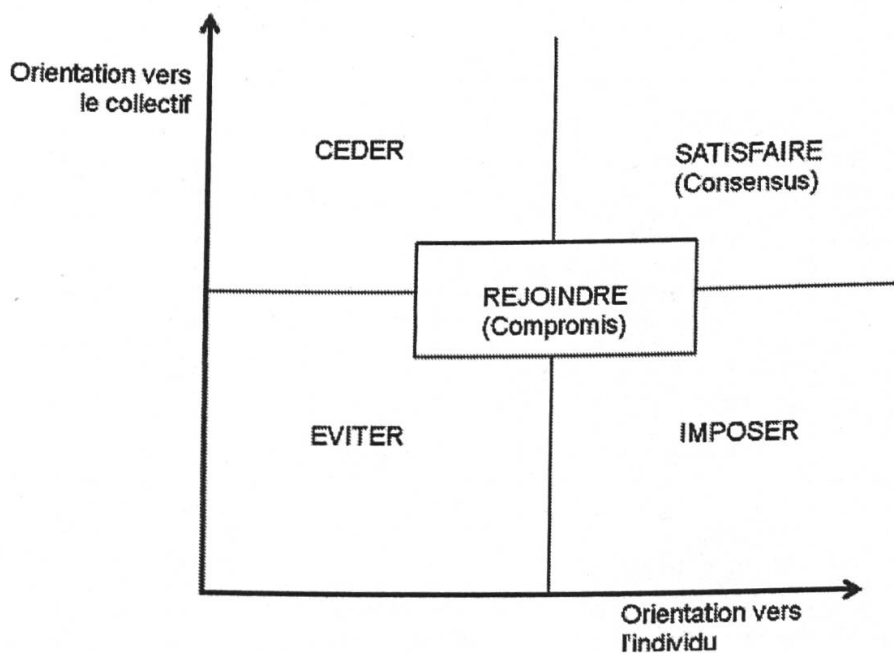 Orientation vers
le collectif
CEDER
SATISFAIRE
(Consensus)
REJOINDRE
(Compromis)
EVITER
IMPOSER
Orientation vers
l'individu